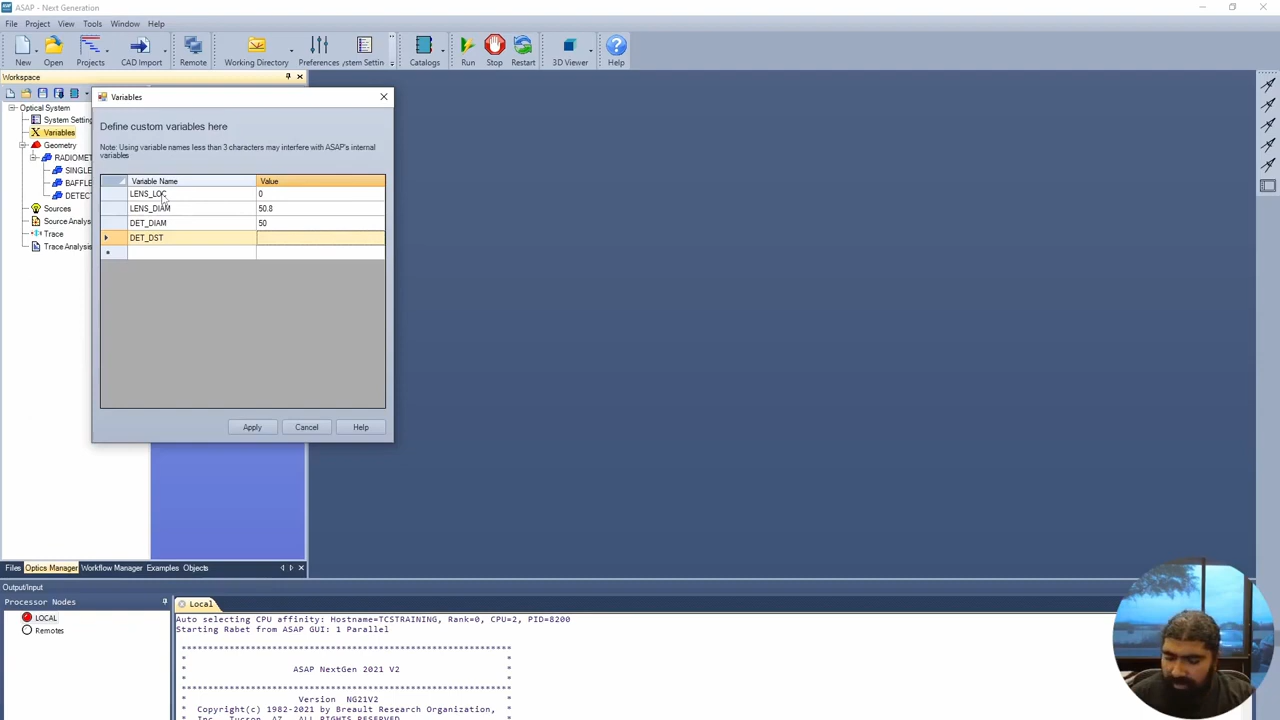 ASAP - Next Generation
File Project View Tools Window Help
New Open Projects CAD Import Remote Working Directory Preferences Catalogs Run Stop Restart 3D Viewer Help
Workspace
Optical System
System Setting
Variables
Geometry
RADIOMET
SINGLE
BAFFLE
DETECT
Sources
Source Analys
Trace
Trace Analysis
Variables
Define custom variables here
Note: Using variable names less than 3 characters may interfere with ASAP's internal
variables
Variable Name Value
LENS_LOC 0
LENS_DIAM 50.8
DET_DIAM 50
DET_DST
Apply Cancel Help
Files Optics Manager Workflow Manager Examples Objects
Output/Input
Processor Nodes
LOCAL
Remotes
Local
Auto selecting CPU affinity: Hostname=TCSTRAINING, Rank=0, CPU=2, PID=8200
Starting Rabet from ASAP GUI: 1 Parallel
*************************************************************
* *
* ASAP NextGen 2021 V2
* *
*************************************************************
* Version NG21V2 *
* Copyright(c) 1982-2021 Breault Research Organization, *
* Inc., Tucson, AZ, ALL RIGHTS RESERVED *